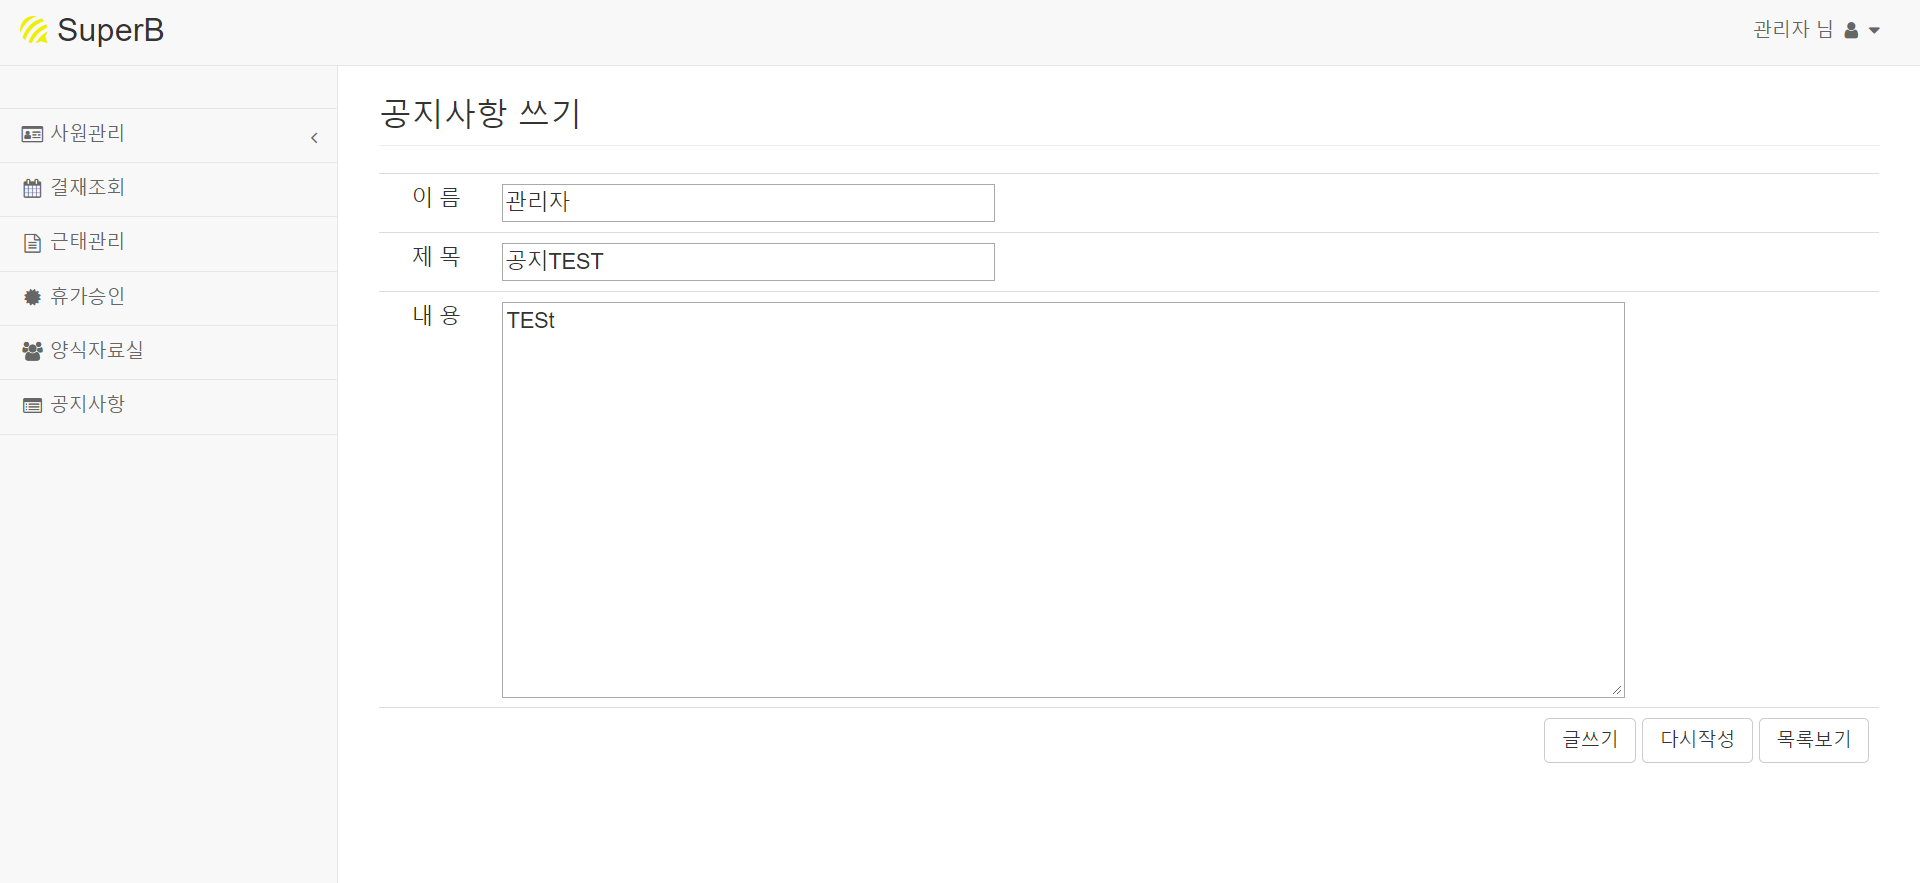 SuperB
관리자 님
사원관리
결재조회
근태관리
휴가승인
양식자료실
공지사항
공지사항 쓰기
이 름 관리자
제 목 공지TEST
내 용 TESt
글쓰기 다시작성 목록보기